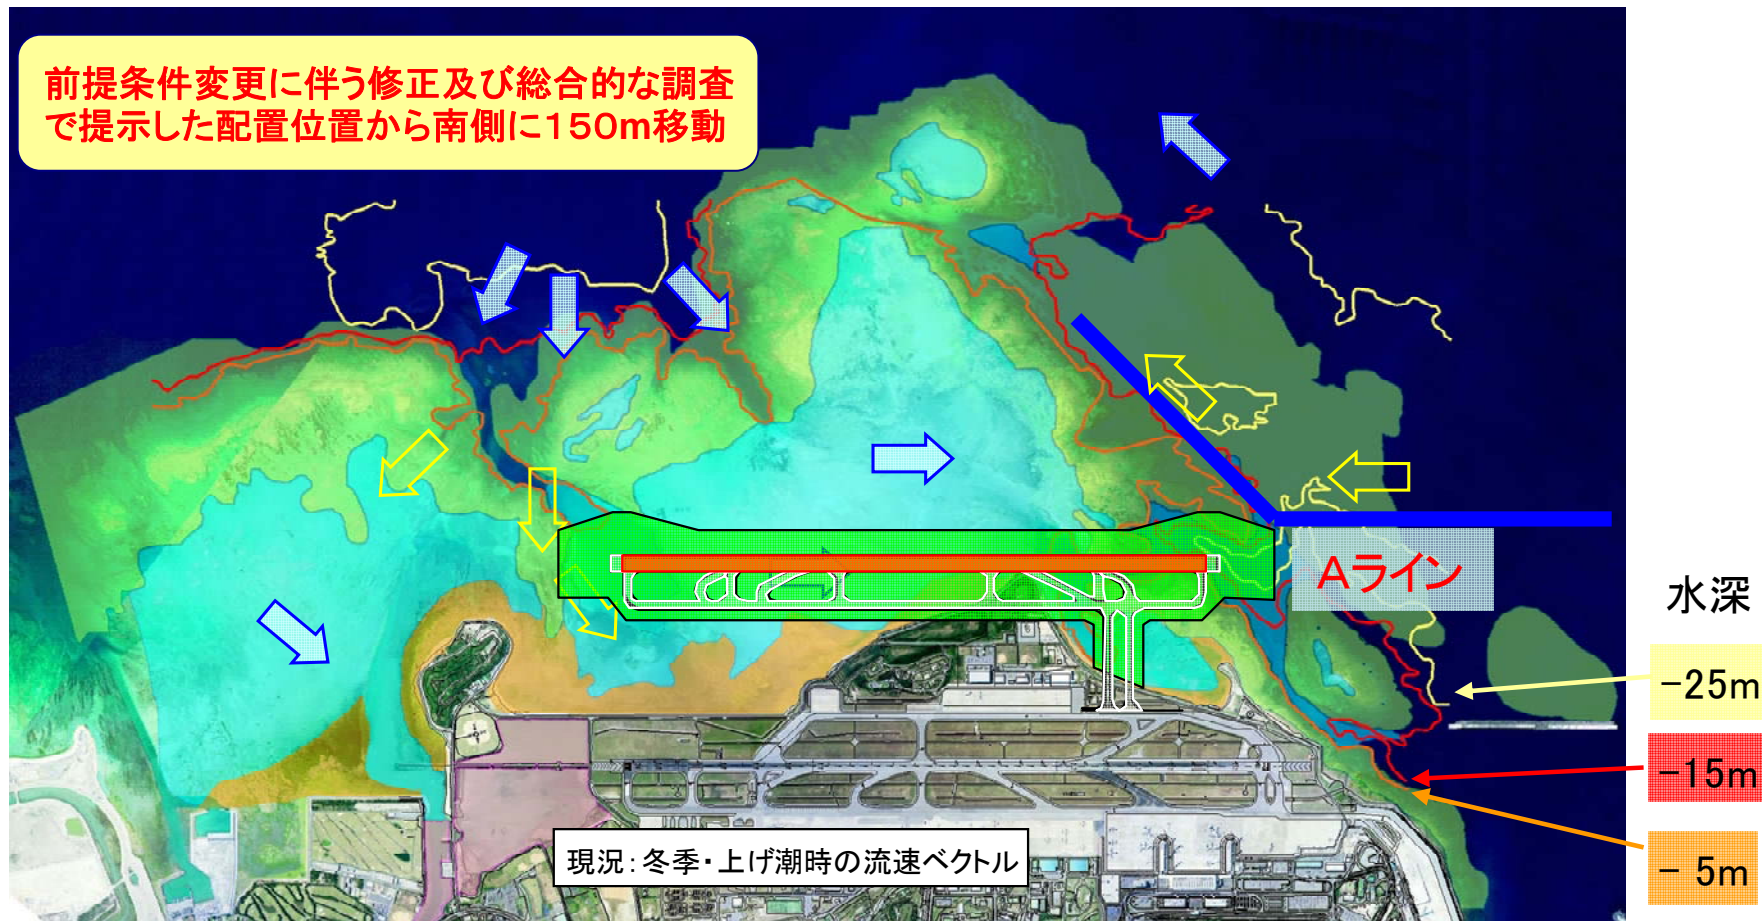 前提条件変更に伴う修正及び総合的な調査
で提示した配置位置から南側に150m移動
Aライン
水深
-25m
-15m
- 5m
現況:冬季・上げ潮時の流速ベクトル